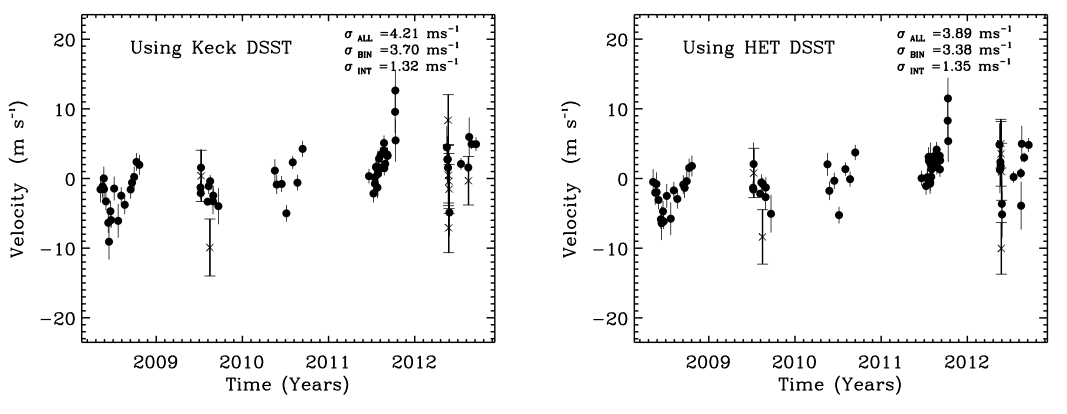 Using Keck DSST
σ ALL =4.21 ms⁻¹
σ BIN =3.70 ms⁻¹
σ INT =1.32 ms⁻¹
20
10
0
−10
−20
Velocity (m s⁻¹)
2009 2010 2011 2012
Time (Years)
Using HET DSST
σ ALL =3.89 ms⁻¹
σ BIN =3.38 ms⁻¹
σ INT =1.35 ms⁻¹
20
10
0
−10
−20
Velocity (m s⁻¹)
2009 2010 2011 2012
Time (Years)